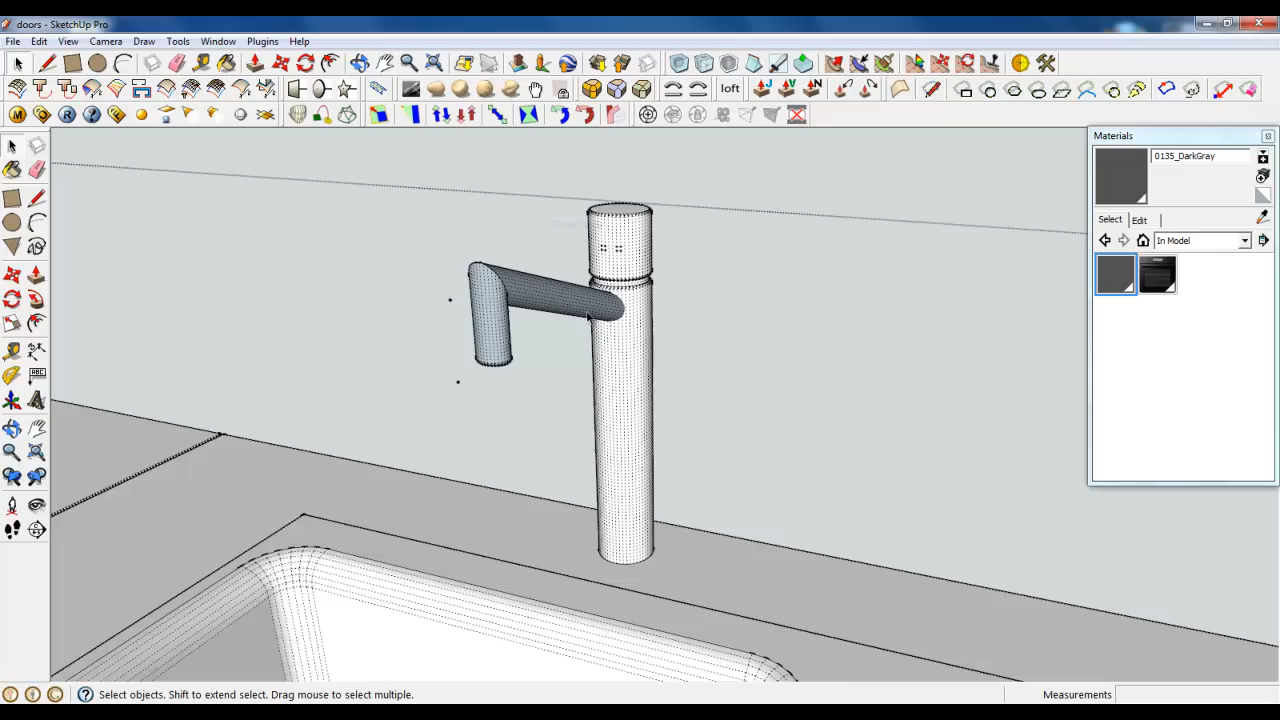 doors - SketchUp Pro
File Edit View Camera Draw Tools Window Plugins Help
loft
M O R ?
Materials
0135_DarkGray
Select Edit
In Model
ABC
Select objects. Shift to extend select. Drag mouse to select multiple.
Measurements